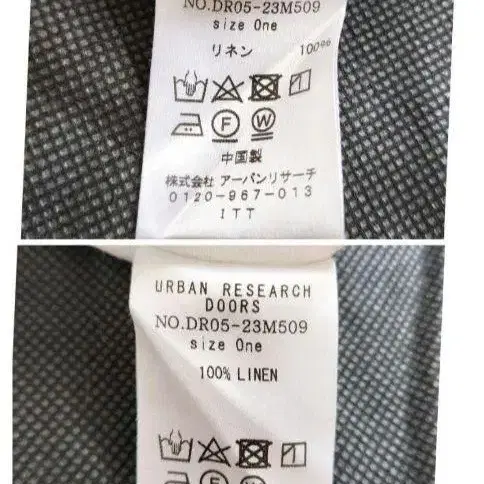 NO.DR05-23M509
size One
リネン 100%
F W
中国製
株式会社 アーバンリサーチ
0120-967-013
ITT
URBAN RESEARCH
DOORS
NO.DR05-23M509
size One
100% LINEN